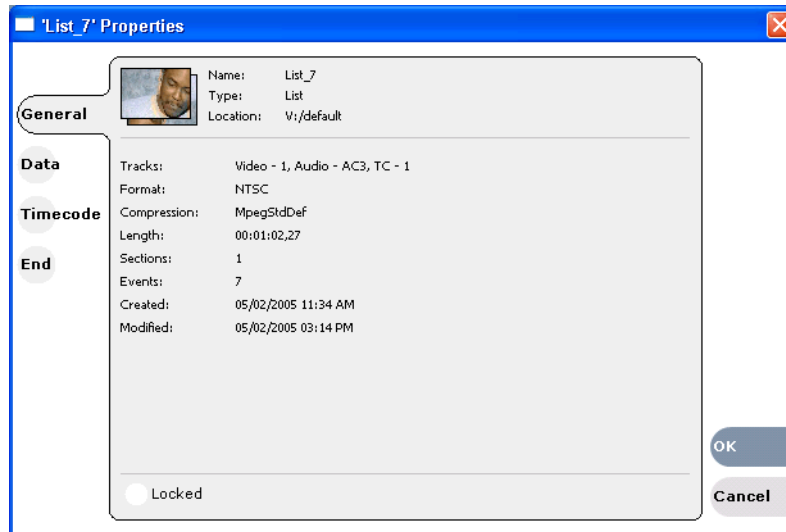 'List_7' Properties
General
Data
Timecode
End
Name: List_7
Type: List
Location: V:/default
Tracks: Video - 1, Audio - AC3, TC - 1
Format: NTSC
Compression: MpegStdDef
Length: 00:01:02,27
Sections: 1
Events: 7
Created: 05/02/2005 11:34 AM
Modified: 05/02/2005 03:14 PM
Locked
OK
Cancel